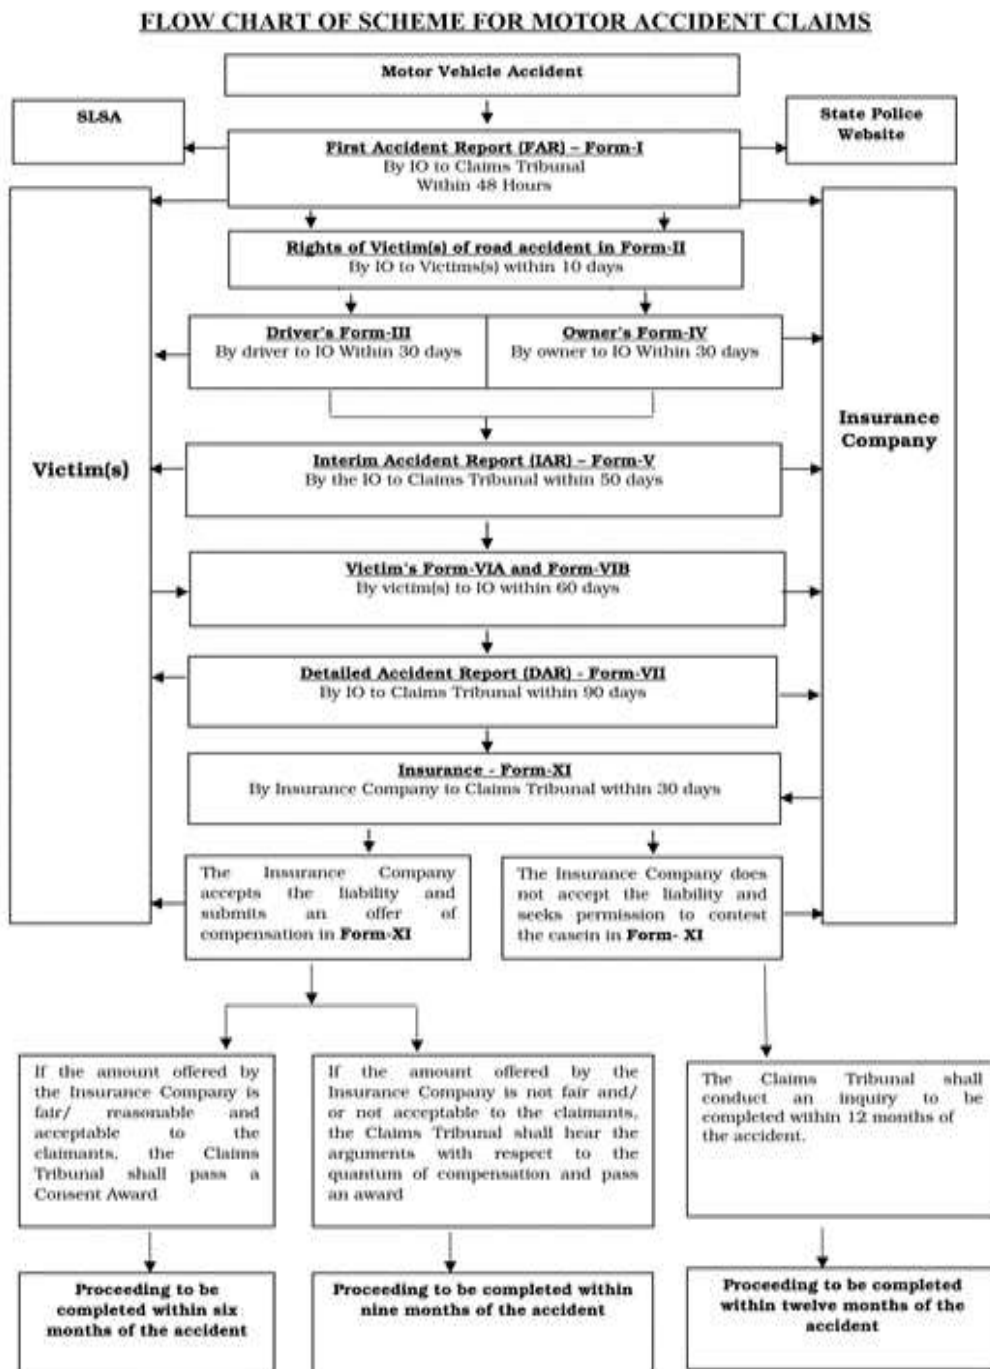 FLOW CHART OF SCHEME FOR MOTOR ACCIDENT CLAIMS
Motor Vehicle Accident
SLSA
State Police
Website
First Accident Report (FAR) – Form-I
By IO to Claims Tribunal
Within 48 Hours
Rights of Victim(s) of road accident in Form-II
By IO to Victims(s) within 10 days
Driver's Form-III
By driver to IO Within 30 days
Owner's Form-IV
By owner to IO Within 30 days
Victim(s)
Insurance
Company
Interim Accident Report (IAR) – Form-V
By the IO to Claims Tribunal within 50 days
Victim's Form-VIA and Form-VIB
By victim(s) to IO within 60 days
Detailed Accident Report (DAR) - Form-VII
By IO to Claims Tribunal within 90 days
Insurance - Form-XI
By Insurance Company to Claims Tribunal within 30 days
The Insurance Company
accepts the liability and
submits an offer of
compensation in Form-XI
The Insurance Company does
not accept the liability and
seeks permission to contest
the casein in Form- XI
If the amount offered by
the Insurance Company is
fair/ reasonable and
acceptable to the
claimants, the Claims
Tribunal shall pass a
Consent Award
If the amount offered by the
Insurance Company is not fair and/
or not acceptable to the claimants,
the Claims Tribunal shall hear the
arguments with respect to the
quantum of compensation and pass
an award
The Claims Tribunal shall
conduct an inquiry to be
completed within 12 months of
the accident.
Proceeding to be
completed within six
months of the accident
Proceeding to be completed within
nine months of the accident
Proceeding to be completed
within twelve months of the
accident